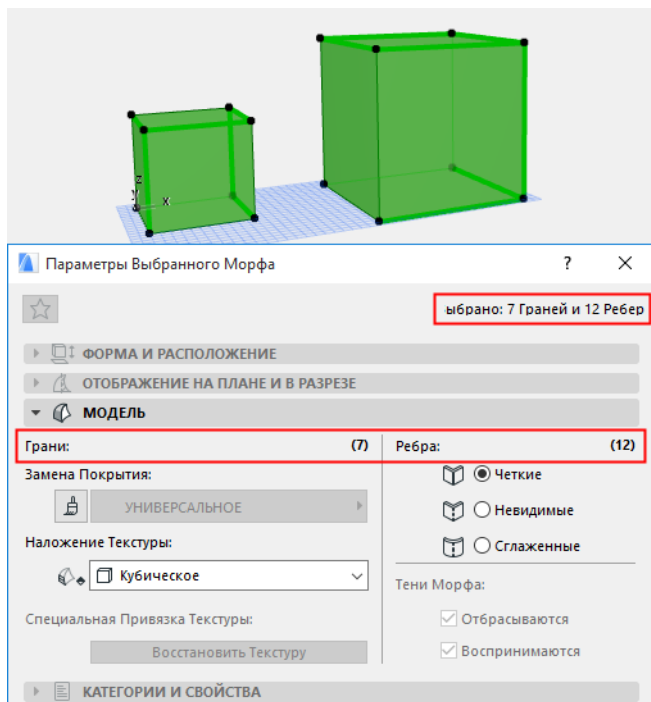 z
y
x
Параметры Выбранного Морфа ?
ыбрано: 7 Граней и 12 Ребер
ФОРМА И РАСПОЛОЖЕНИЕ
ОТОБРАЖЕНИЕ НА ПЛАНЕ И В РАЗРЕЗЕ
МОДЕЛЬ
Грани: (7) Ребра: (12)
Замена Покрытия:
Четкие
УНИВЕРСАЛЬНОЕ
Невидимые
Наложение Текстуры:
Сглаженные
Кубическое
Тени Морфа:
Специальная Привязка Текстуры:
Отбрасываются
Восстановить Текстуру
Воспринимаются
КАТЕГОРИИ И СВОЙСТВА